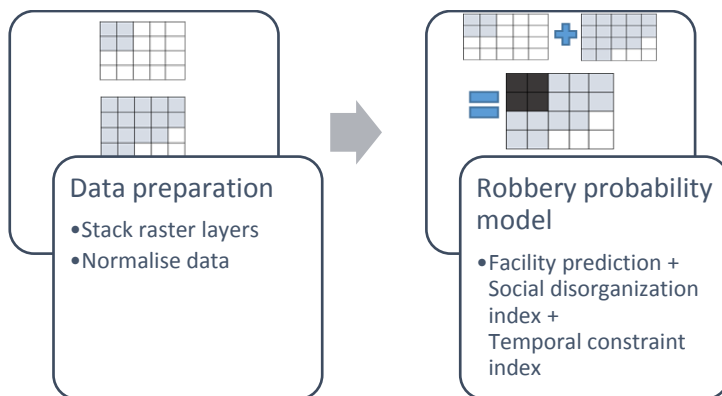 Data preparation
•Stack raster layers
•Normalise data
Robbery probability
model
•Facility prediction +
Social disorganization
index +
Temporal constraint
index